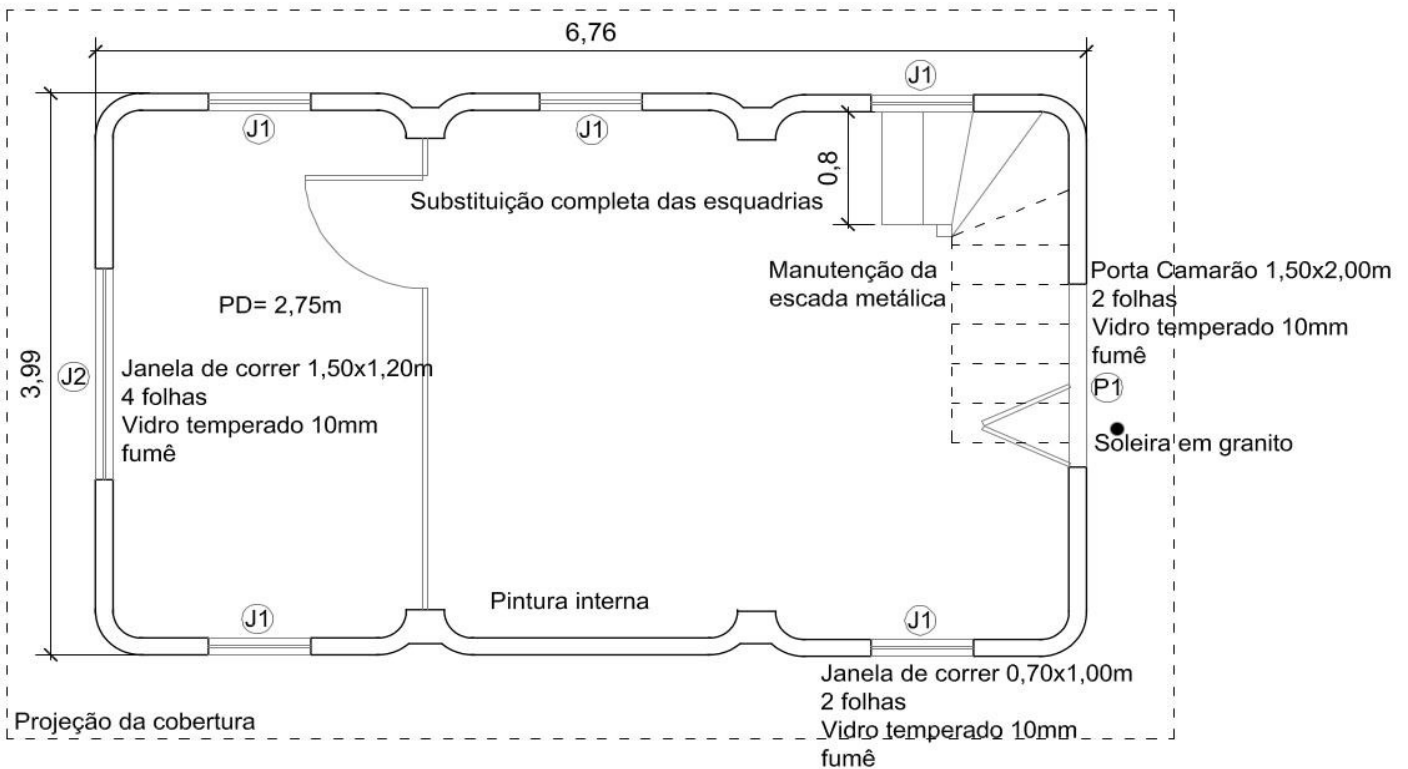 6,76
J1
J1
J1
0,8
Substituição completa das esquadrias
Manutenção da
escada metálica
Porta Camarão 1,50x2,00m
2 folhas
Vidro temperado 10mm
fumê
P1
Soleira em granito
PD= 2,75m
3,99
J2
Janela de correr 1,50x1,20m
4 folhas
Vidro temperado 10mm
fumê
Pintura interna
J1
J1
Janela de correr 0,70x1,00m
2 folhas
Vidro temperado 10mm
fumê
Projeção da cobertura